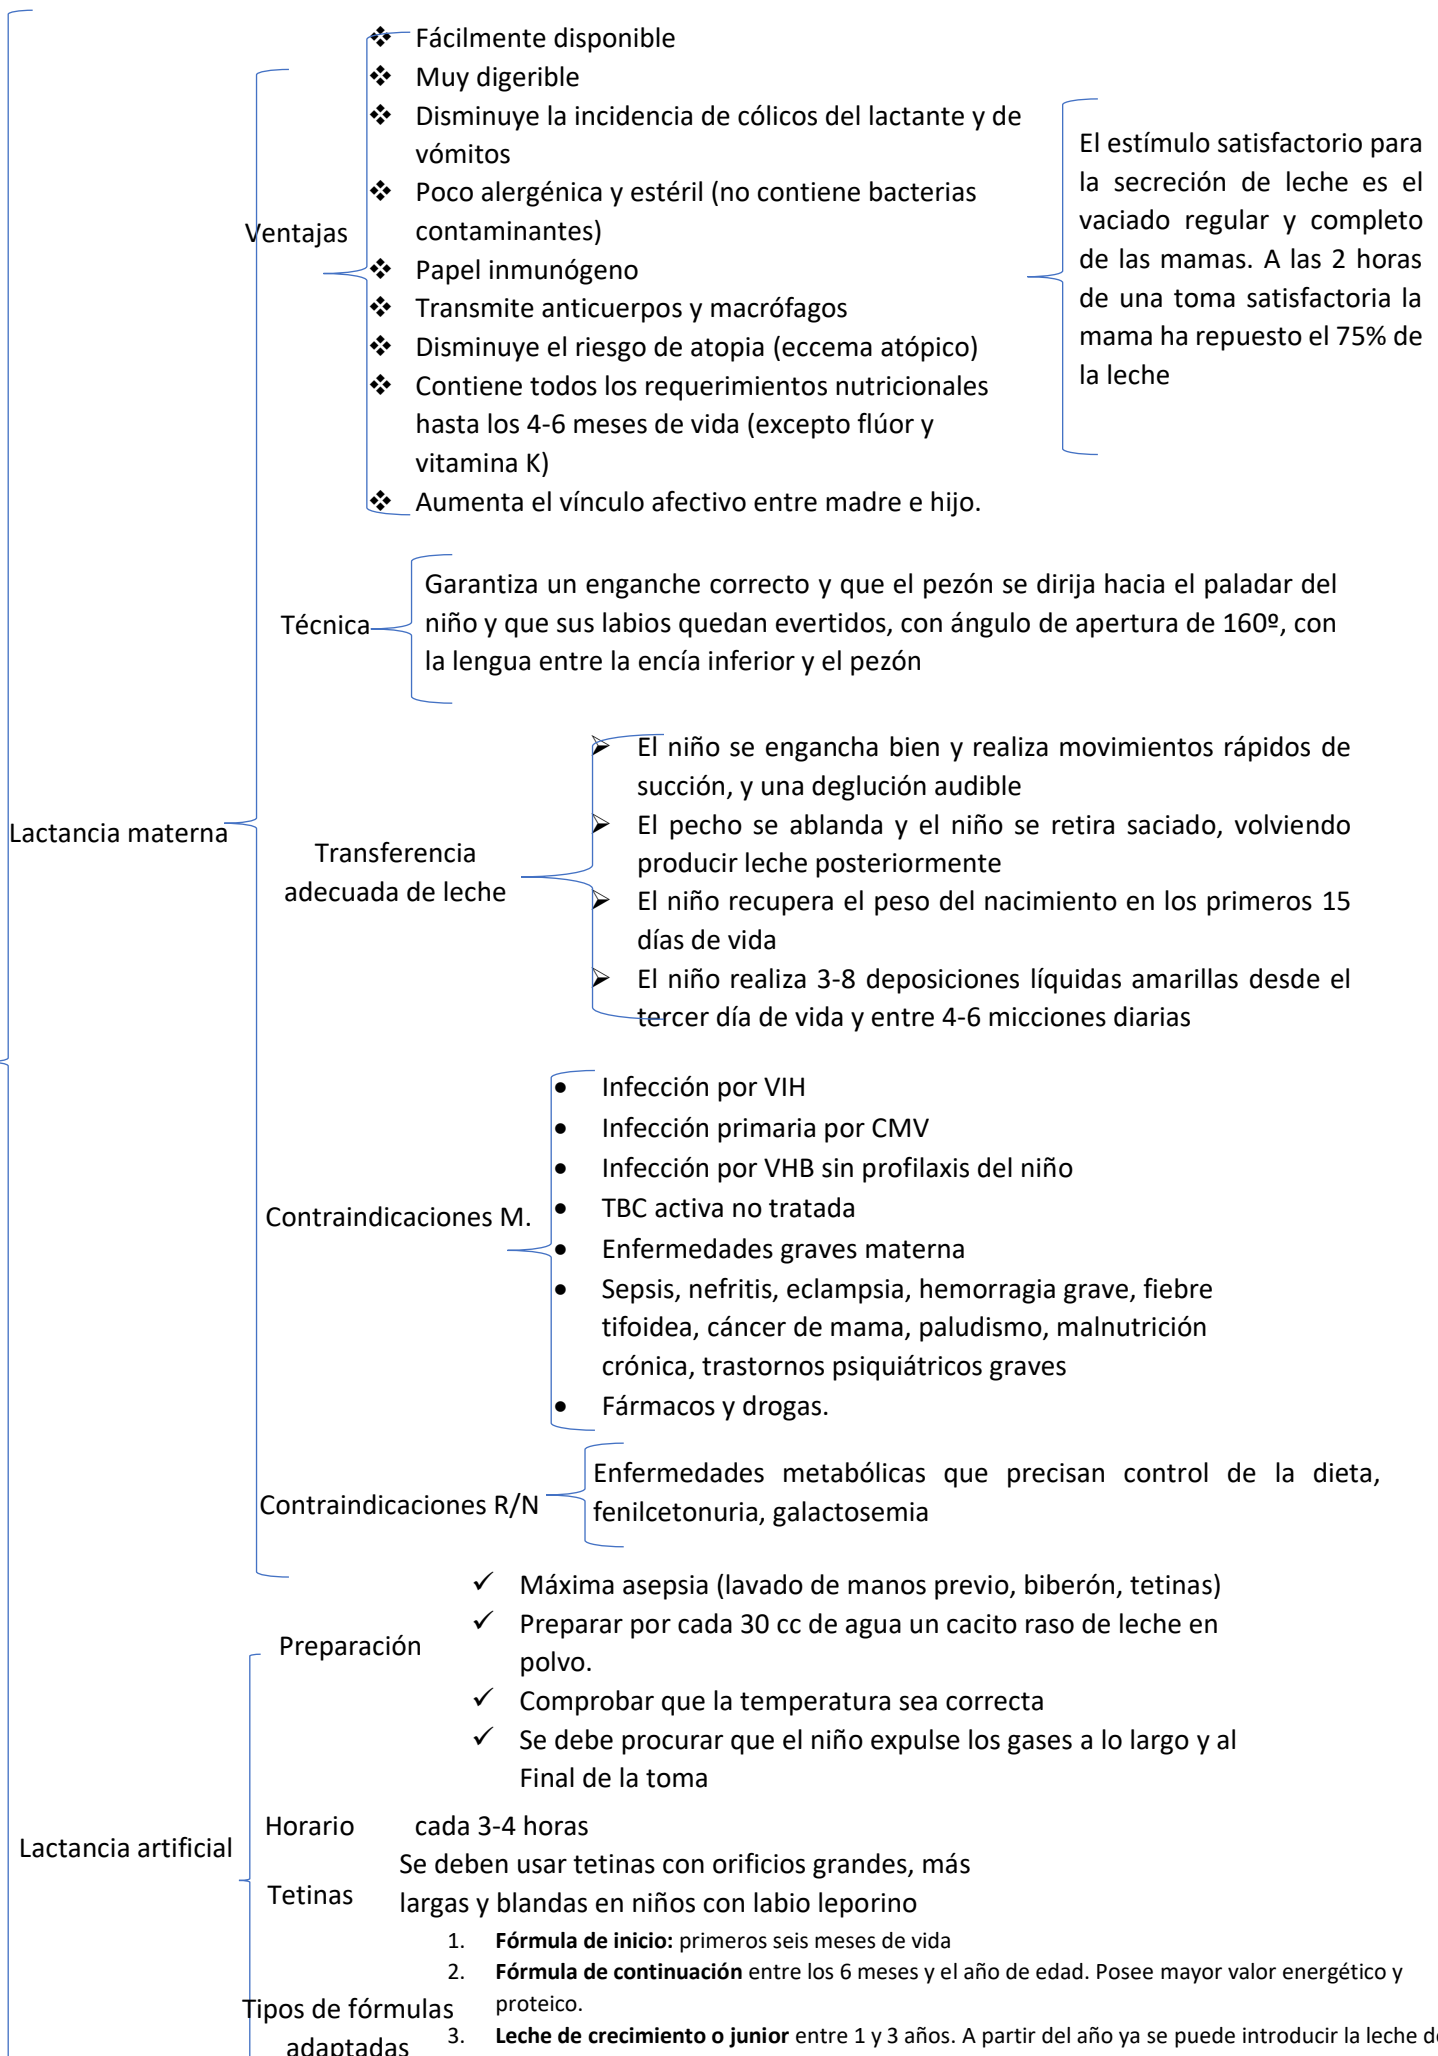 Fácilmente disponible
Muy digerible
Disminuye la incidencia de cólicos del lactante y de
vómitos
Poco alergénica y estéril (no contiene bacterias
contaminantes)
Ventajas
Papel inmunógeno
Transmite anticuerpos y macrófagos
Disminuye el riesgo de atopia (eccema atópico)
Contiene todos los requerimientos nutricionales
hasta los 4-6 meses de vida (excepto flúor y
vitamina K)
Aumenta el vínculo afectivo entre madre e hijo.
El estímulo satisfactorio para
la secreción de leche es el
vaciado regular y completo
de las mamas. A las 2 horas
de una toma satisfactoria la
mama ha repuesto el 75% de
la leche
Técnica
Garantiza un enganche correcto y que el pezón se dirija hacia el paladar del
niño y que sus labios quedan evertidos, con ángulo de apertura de 160º, con
la lengua entre la encía inferior y el pezón
Lactancia materna
Transferencia
adecuada de leche
El niño se engancha bien y realiza movimientos rápidos de
succión, y una deglución audible
El pecho se ablanda y el niño se retira saciado, volviendo
producir leche posteriormente
El niño recupera el peso del nacimiento en los primeros 15
días de vida
El niño realiza 3-8 deposiciones líquidas amarillas desde el
tercer día de vida y entre 4-6 micciones diarias
Contraindicaciones M.
Infección por VIH
Infección primaria por CMV
Infección por VHB sin profilaxis del niño
TBC activa no tratada
Enfermedades graves materna
Sepsis, nefritis, eclampsia, hemorragia grave, fiebre
tifoidea, cáncer de mama, paludismo, malnutrición
crónica, trastornos psiquiátricos graves
Fármacos y drogas.
Contraindicaciones R/N
Enfermedades metabólicas que precisan control de la dieta,
fenilcetonuria, galactosemia
Lactancia artificial
Preparación
Máxima asepsia (lavado de manos previo, biberón, tetinas)
Preparar por cada 30 cc de agua un cacito raso de leche en
polvo.
Comprobar que la temperatura sea correcta
Se debe procurar que el niño expulse los gases a lo largo y al
Final de la toma
Horario
cada 3-4 horas
Tetinas
Se deben usar tetinas con orificios grandes, más
largas y blandas en niños con labio leporino
Tipos de fórmulas
adaptadas
1. Fórmula de inicio: primeros seis meses de vida
2. Fórmula de continuación entre los 6 meses y el año de edad. Posee mayor valor energético y
proteico.
3. Leche de crecimiento o junior entre 1 y 3 años. A partir del año ya se puede introducir la leche